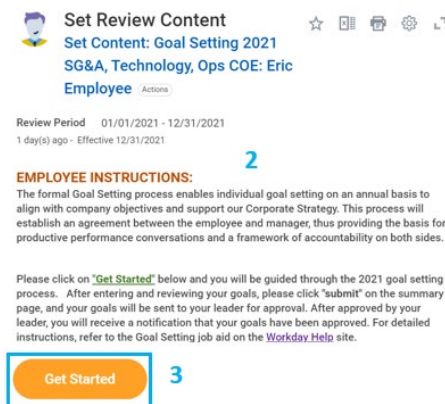 Set Review Content
Set Content: Goal Setting 2021
SG&A, Technology, Ops COE: Eric
Employee Actions
Review Period 01/01/2021 - 12/31/2021
1 day(s) ago - Effective 12/31/2021
2
EMPLOYEE INSTRUCTIONS:
The formal Goal Setting process enables individual goal setting on an annual basis to
align with company objectives and support our Corporate Strategy. This process will
establish an agreement between the employee and manager, thus providing the basis for
productive performance conversations and a framework of accountability on both sides.
Please click on "Get Started" below and you will be guided through the 2021 goal setting
process. After entering and reviewing your goals, please click "submit" on the summary
page, and your goals will be sent to your leader for approval. After approved by your
leader, you will receive a notification that your goals have been approved. For detailed
instructions, refer to the Goal Setting job aid on the Workday Help site.
Get Started 3